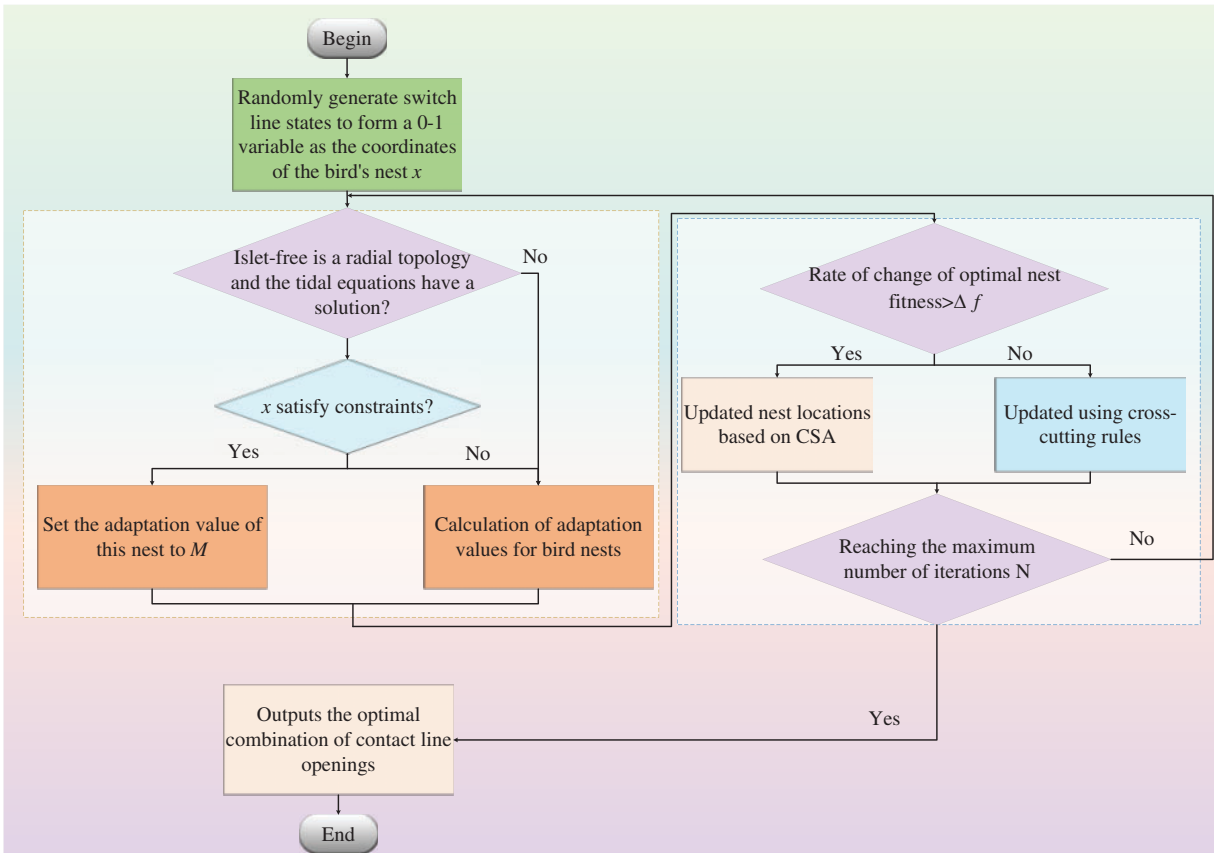 Begin
Randomly generate switch
line states to form a 0-1
variable as the coordinates
of the bird's nest x
Islet-free is a radial topology
and the tidal equations have a
solution?
No
x satisfy constraints?
Yes
No
Set the adaptation value of
this nest to M
Calculation of adaptation
values for bird nests
Rate of change of optimal nest
fitness>Δ f
Yes
No
Updated nest locations
based on CSA
Updated using cross-
cutting rules
Reaching the maximum
number of iterations N
No
Yes
Outputs the optimal
combination of contact line
openings
End